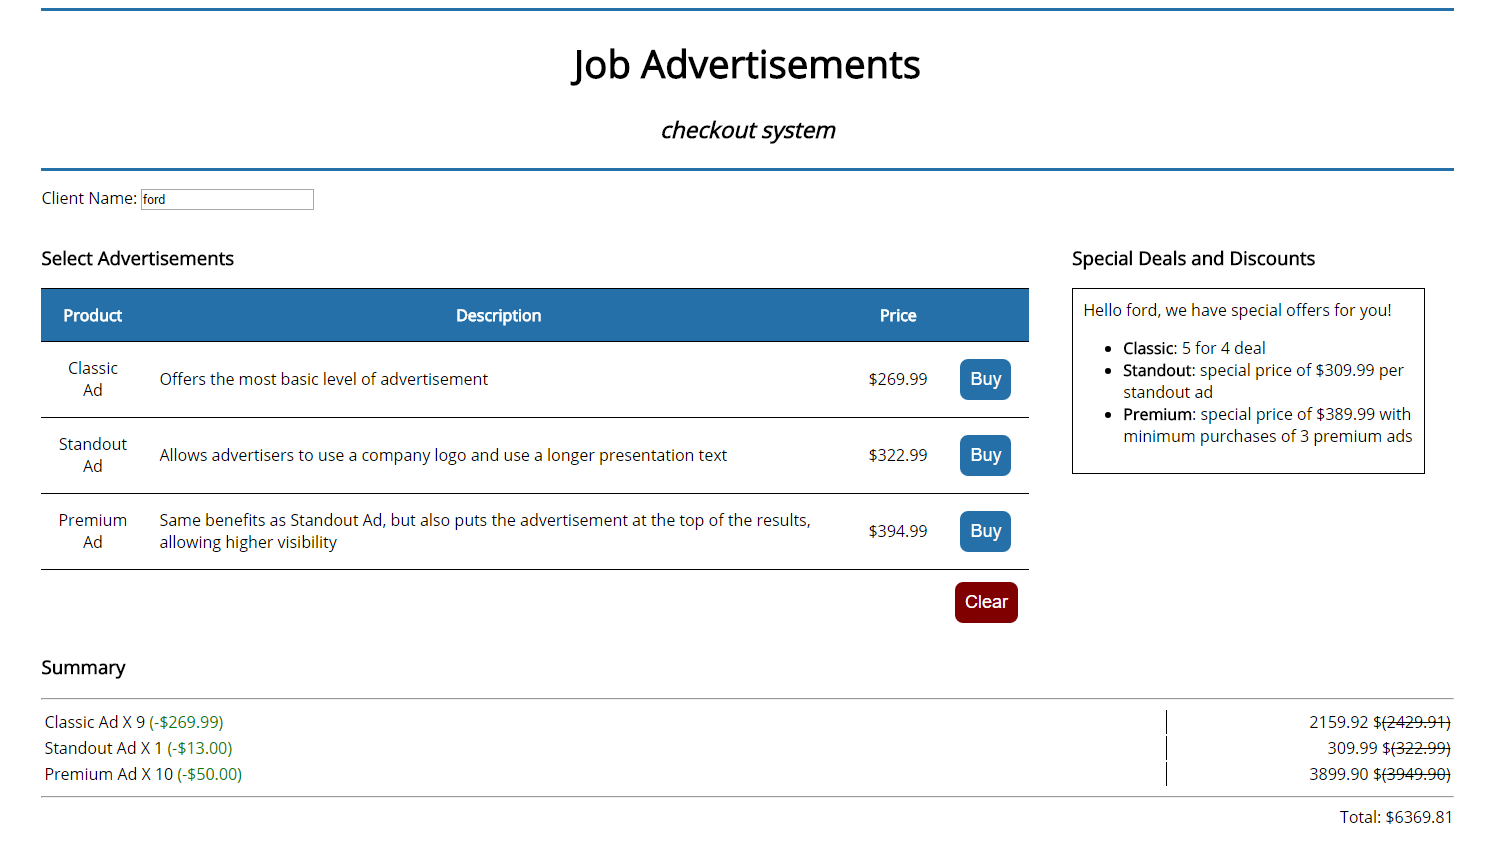 Job Advertisements
checkout system
Client Name: ford
Select Advertisements
Special Deals and Discounts
Product Description Price
Classic
Ad
Offers the most basic level of advertisement
$269.99
Buy
Standout
Ad
Allows advertisers to use a company logo and use a longer presentation text
$322.99
Buy
Premium
Ad
Same benefits as Standout Ad, but also puts the advertisement at the top of the results,
allowing higher visibility
$394.99
Buy
Clear
Hello ford, we have special offers for you!
• Classic: 5 for 4 deal
• Standout: special price of $309.99 per
standout ad
• Premium: special price of $389.99 with
minimum purchases of 3 premium ads
Summary
Classic Ad X 9 (-$269.99) 2159.92 $(2429.91)
Standout Ad X 1 (-$13.00) 309.99 $(322.99)
Premium Ad X 10 (-$50.00) 3899.90 $(3949.90)
Total: $6369.81